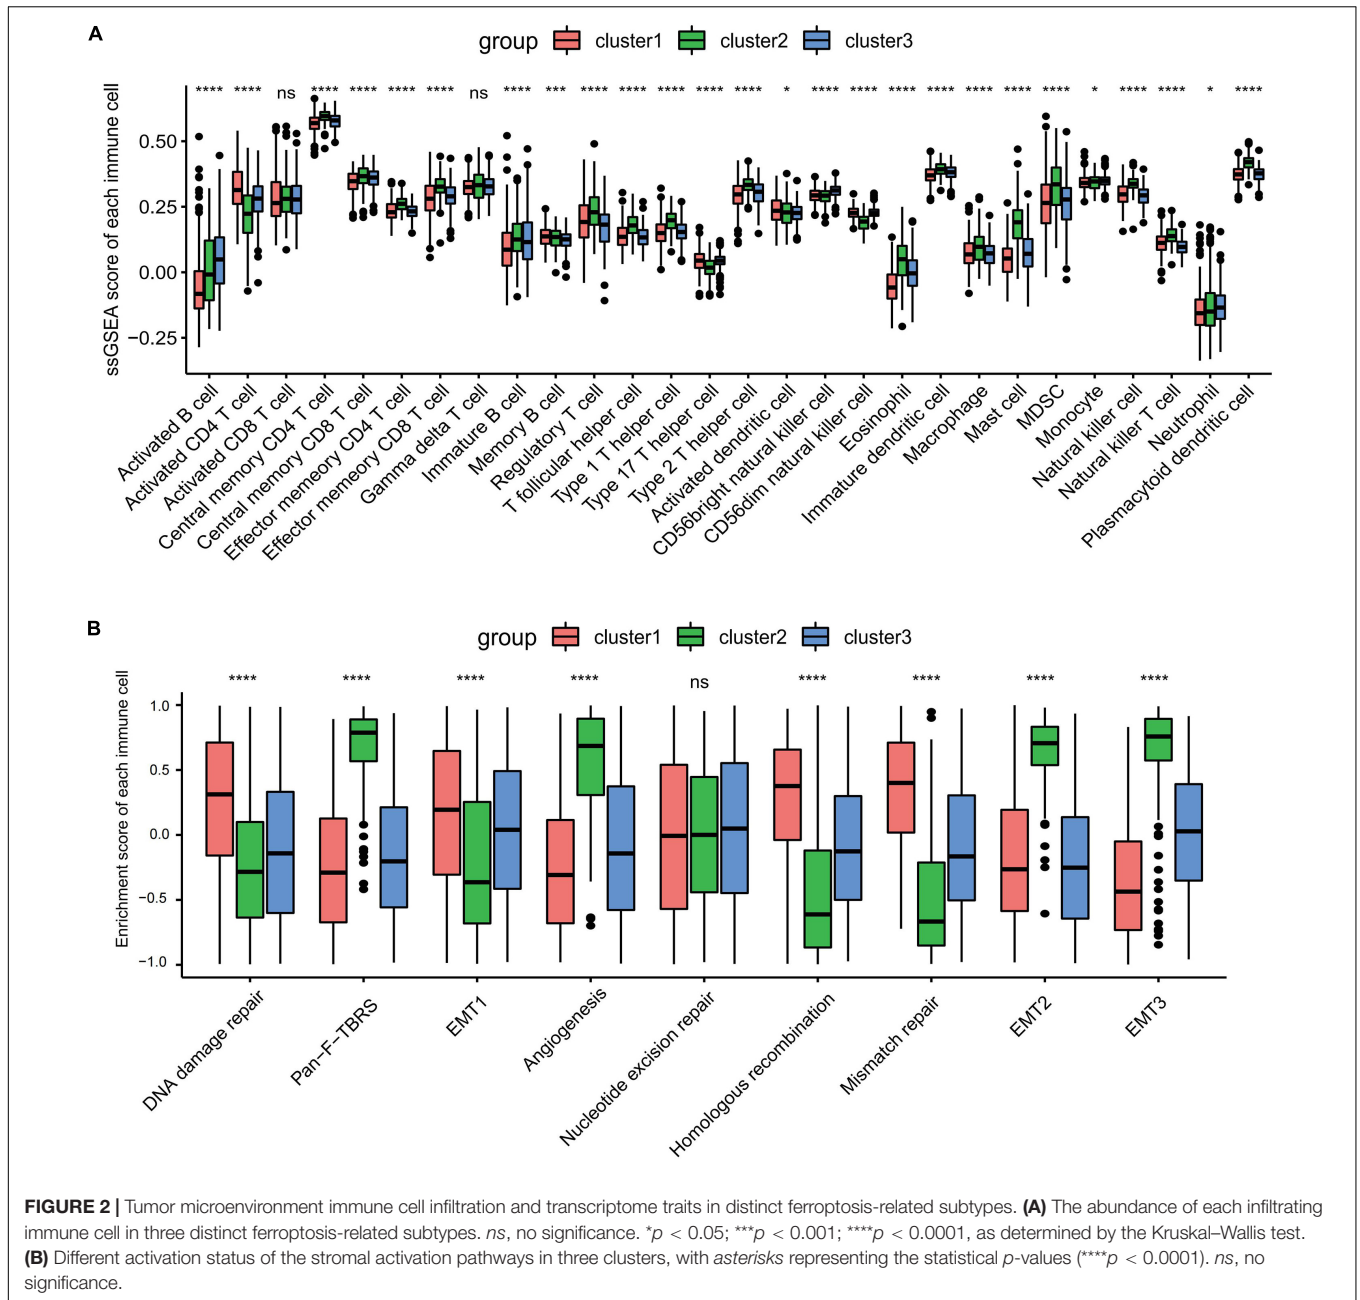 A
group cluster1 cluster2 cluster3
**** **** ns **** **** **** **** ns **** *** **** **** **** **** **** * **** **** **** **** **** **** **** * **** **** * ****
ssGSEA score of each immune cell
0.50
0.25
0.00
−0.25
Activated B cell
Activated CD4 T cell
Activated CD8 T cell
Central memory CD4 T cell
Central memory CD8 T cell
Effector memeory CD4 T cell
Effector memeory CD8 T cell
Gamma delta T cell
Immature B cell
Memory B cell
Regulatory T cell
T follicular helper cell
Type 1 T helper cell
Type 17 T helper cell
Type 2 T helper cell
Activated dendritic cell
CD56bright natural killer cell
CD56dim natural killer cell
Eosinophil
Immature dendritic cell
Macrophage
Mast cell
MDSC
Monocyte
Natural killer cell
Natural killer T cell
Neutrophil
Plasmacytoid dendritic cell
B
group cluster1 cluster2 cluster3
**** **** **** **** ns **** **** **** ****
Enrichment score of each immune cell
1.0
0.5
0.0
−0.5
−1.0
DNA damage repair
Pan−F−TBRS
EMT1
Angiogenesis
Nucleotide excision repair
Homologous recombination
Mismatch repair
EMT2
EMT3
FIGURE 2 | Tumor microenvironment immune cell infiltration and transcriptome traits in distinct ferroptosis-related subtypes. (A) The abundance of each infiltrating
immune cell in three distinct ferroptosis-related subtypes. ns, no significance. *p < 0.05; ***p < 0.001; ****p < 0.0001, as determined by the Kruskal–Wallis test.
(B) Different activation status of the stromal activation pathways in three clusters, with asterisks representing the statistical p-values (****p < 0.0001). ns, no
significance.